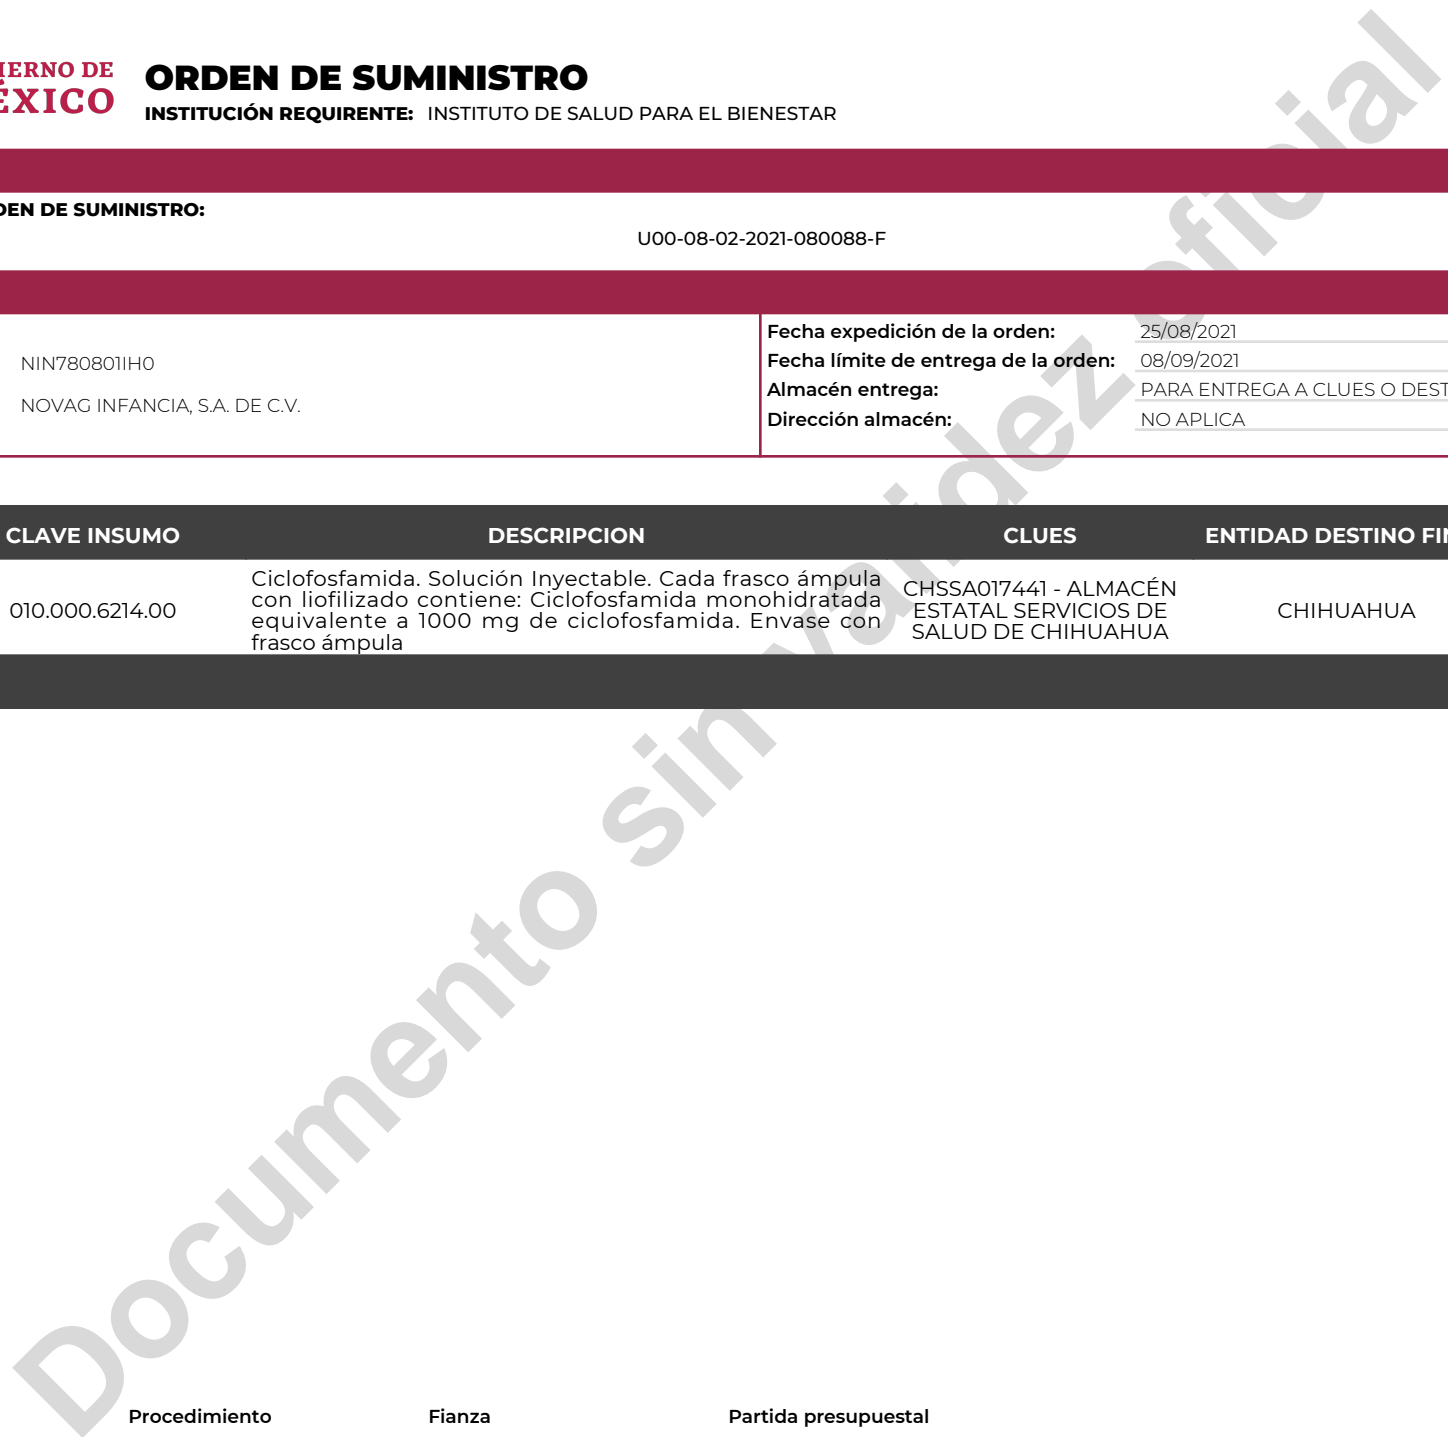 IERNO DE
ÉXICO
ORDEN DE SUMINISTRO
INSTITUCIÓN REQUIRENTE: INSTITUTO DE SALUD PARA EL BIENESTAR
DEN DE SUMINISTRO:
U00-08-02-2021-080088-F
NIN780801IH0
NOVAG INFANCIA, S.A. DE C.V.
Fecha expedición de la orden: 25/08/2021
Fecha límite de entrega de la orden: 08/09/2021
Almacén entrega: PARA ENTREGA A CLUES O DEST
Dirección almacén: NO APLICA
CLAVE INSUMO DESCRIPCION CLUES ENTIDAD DESTINO FIN
010.000.6214.00
Ciclofosfamida. Solución Inyectable. Cada frasco ámpula
con liofilizado contiene: Ciclofosfamida monohidratada
equivalente a 1000 mg de ciclofosfamida. Envase con
frasco ámpula
CHSSA017441 - ALMACÉN
ESTATAL SERVICIOS DE
SALUD DE CHIHUAHUA
CHIHUAHUA
Documento sin validez oficial
Procedimiento Fianza Partida presupuestal